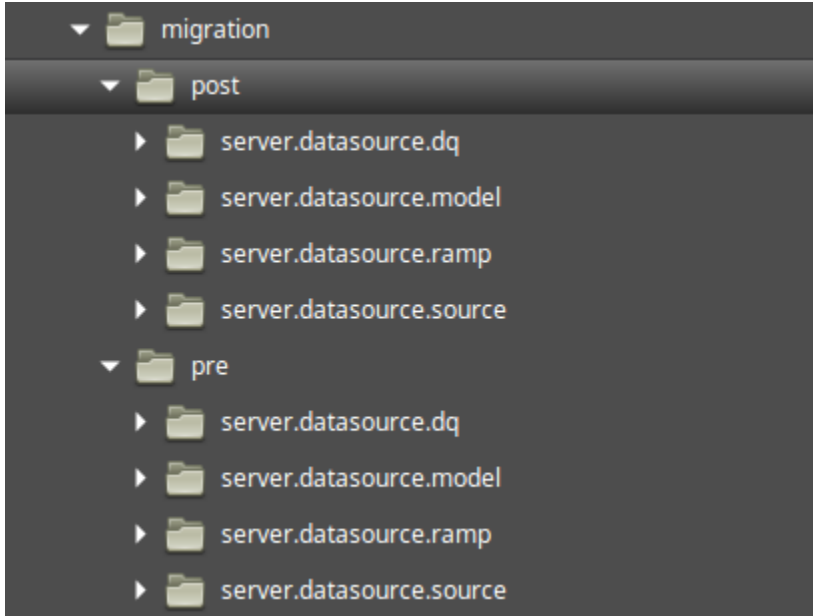 migration
post
server.datasource.dq
server.datasource.model
server.datasource.ramp
server.datasource.source
pre
server.datasource.dq
server.datasource.model
server.datasource.ramp
server.datasource.source